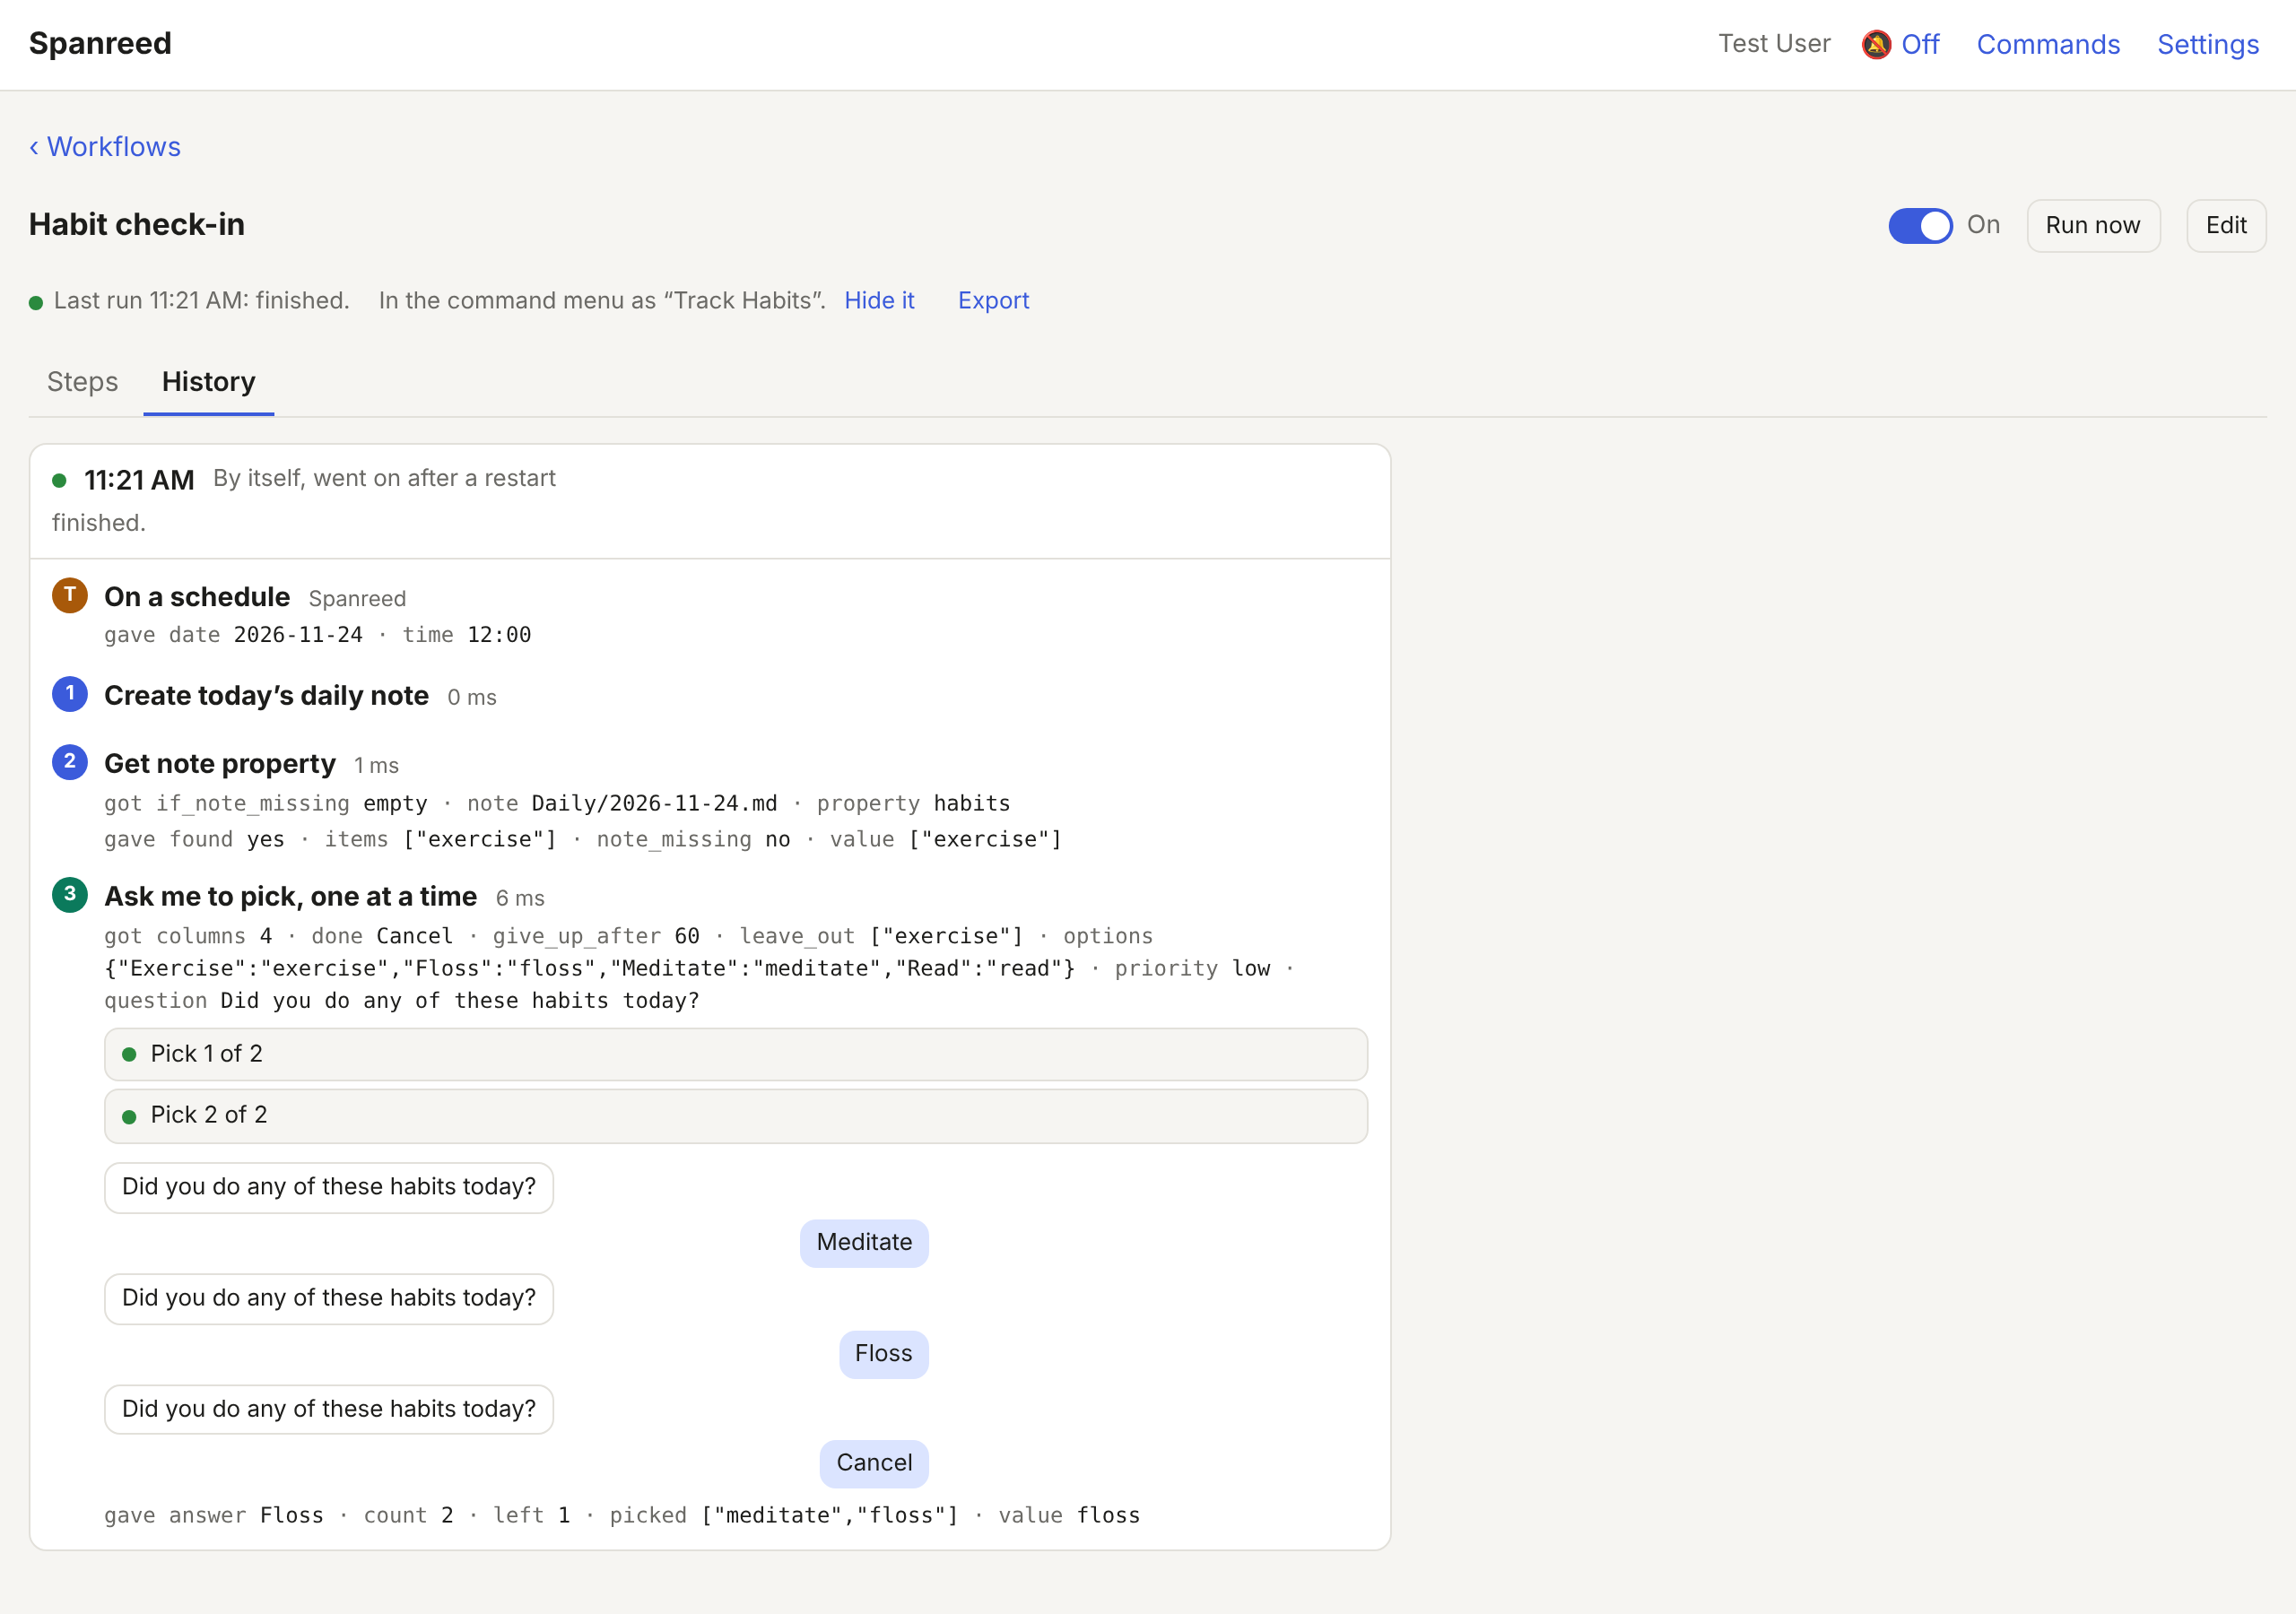 Spanreed
Test User 🔕 Off Commands Settings
‹ Workflows
Habit check-in
On Run now Edit
Last run 11:21 AM: finished. In the command menu as “Track Habits”. Hide it Export
Steps History
11:21 AM By itself, went on after a restart
finished.
T On a schedule Spanreed
gave date 2026-11-24 · time 12:00
1 Create today’s daily note 0 ms
2 Get note property 1 ms
got if_note_missing empty · note Daily/2026-11-24.md · property habits
gave found yes · items ["exercise"] · note_missing no · value ["exercise"]
3 Ask me to pick, one at a time 6 ms
got columns 4 · done Cancel · give_up_after 60 · leave_out ["exercise"] · options
{"Exercise":"exercise","Floss":"floss","Meditate":"meditate","Read":"read"} · priority low ·
question Did you do any of these habits today?
Pick 1 of 2
Pick 2 of 2
Did you do any of these habits today?
Meditate
Did you do any of these habits today?
Floss
Did you do any of these habits today?
Cancel
gave answer Floss · count 2 · left 1 · picked ["meditate","floss"] · value floss